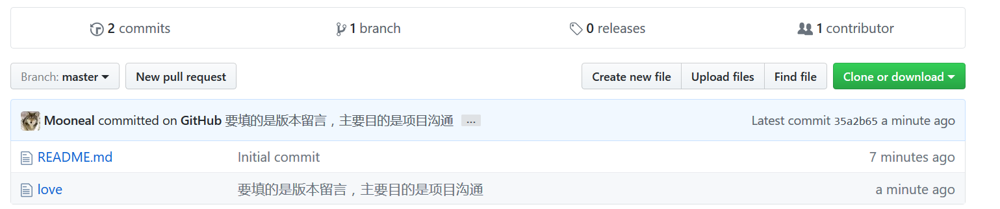 2 commits 1 branch 0 releases 1 contributor
Branch: master New pull request Create new file Upload files Find file Clone or download
Mooneal committed on GitHub 要填的是版本留言，主要目的是项目沟通 … Latest commit 35a2b65 a minute ago
README.md Initial commit 7 minutes ago
love 要填的是版本留言，主要目的是项目沟通 a minute ago